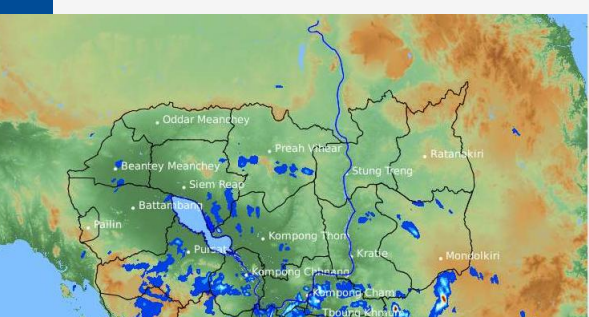 Oddar Meanchey
Preah Vihear
Ratanakiri
Beantey Meanchey
Stung Treng
Siem Reap
Battambang
Pailin
Kompong Thom
Pursat
Kratie
Mondolkiri
Kompong Chhnang
Kompong Cham
Tboung Khmum